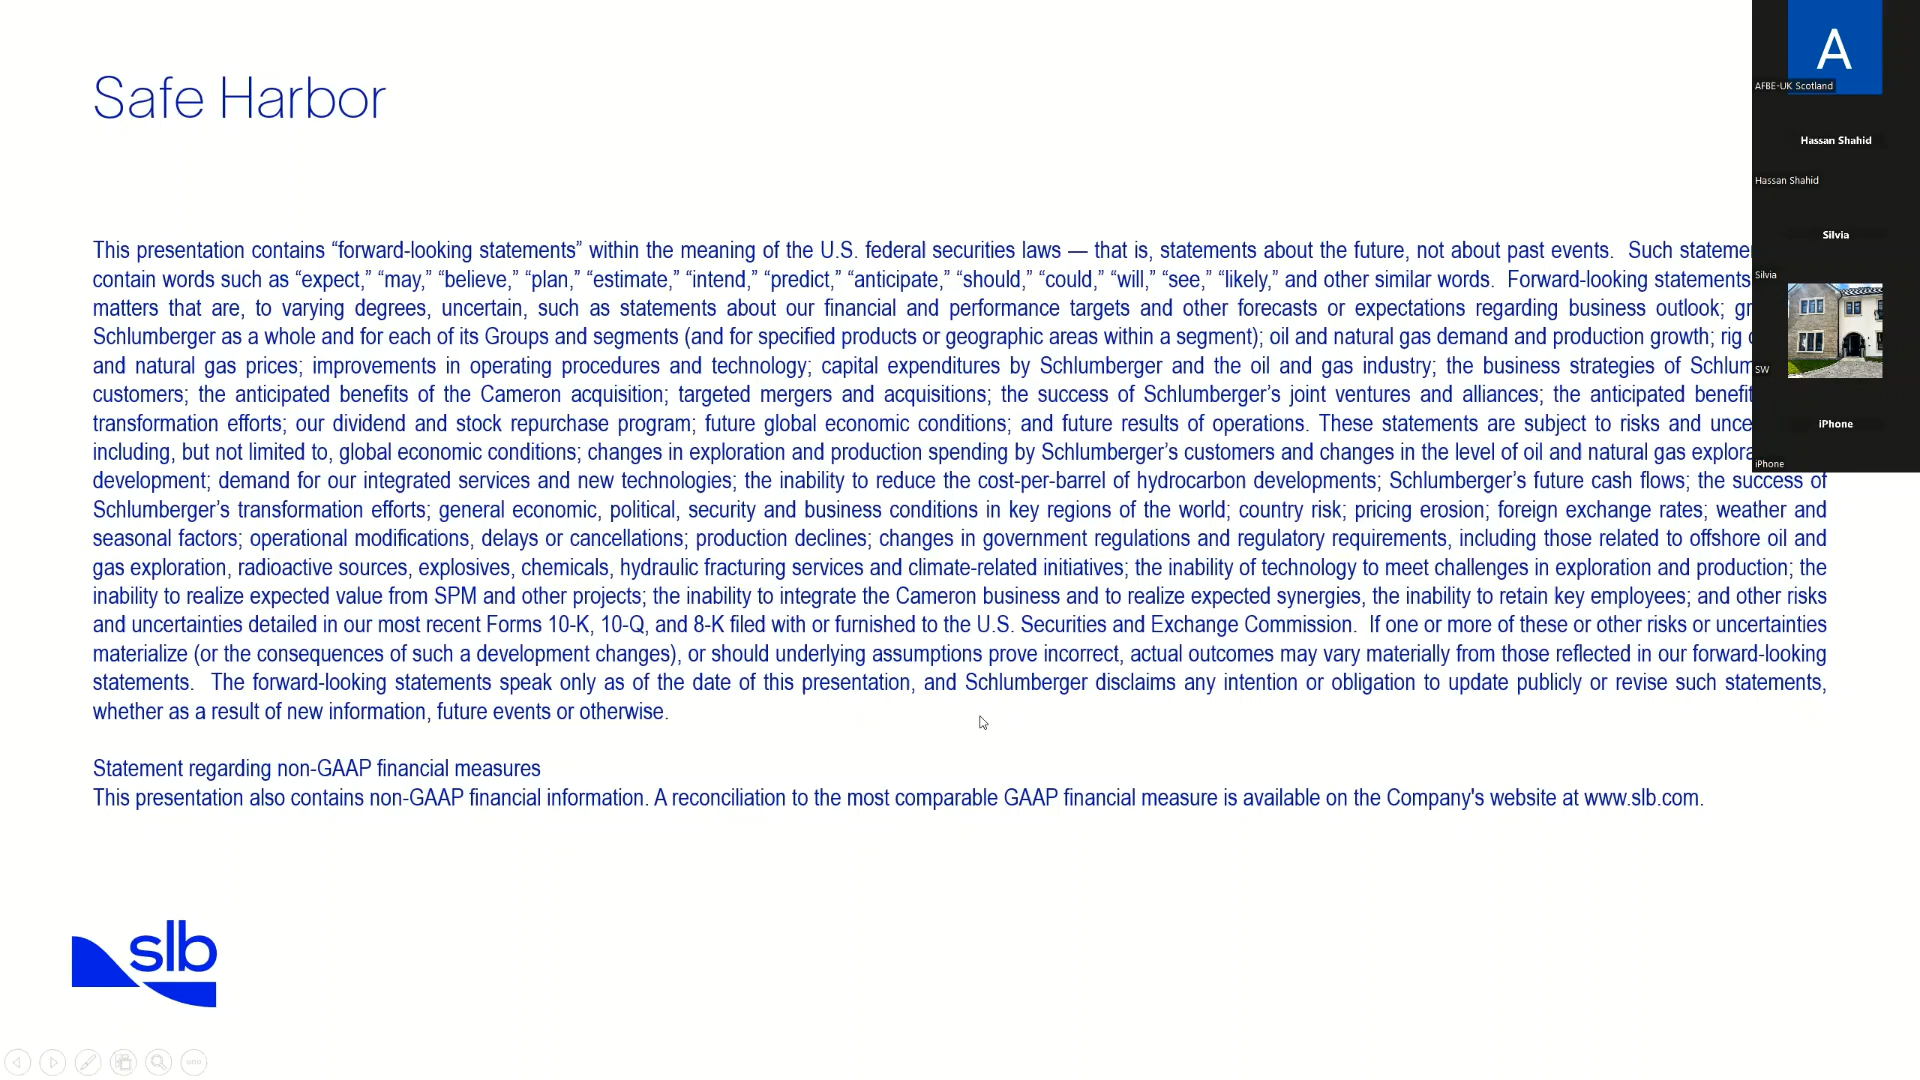 Safe Harbor
This presentation contains “forward-looking statements” within the meaning of the U.S. federal securities laws — that is, statements about the future, not about past events.  Such
contain words such as “expect,” “may,” “believe,” “plan,” “estimate,” “intend,” “predict,” “anticipate,” “should,” “could,” “will,” “see,” “likely,” and other similar words.  Forward-looking statements
matters that are, to varying degrees, uncertain, such as statements about our financial and performance targets and other forecasts or expectations regarding business outlook;
Schlumberger as a whole and for each of its Groups and segments (and for specified products or geographic areas within a segment); oil and natural gas demand and production growth; rig
and natural gas prices; improvements in operating procedures and technology; capital expenditures by Schlumberger and the oil and gas industry; the business strategies of
customers; the anticipated benefits of the Cameron acquisition; targeted mergers and acquisitions; the success of Schlumberger’s joint ventures and alliances; the anticipated
transformation efforts; our dividend and stock repurchase program; future global economic conditions; and future results of operations. These statements are subject to risks and
including, but not limited to, global economic conditions; changes in exploration and production spending by Schlumberger’s customers and changes in the level of oil and natural gas
development; demand for our integrated services and new technologies; the inability to reduce the cost-per-barrel of hydrocarbon developments; Schlumberger’s future cash flows; the success of
Schlumberger’s transformation efforts; general economic, political, security and business conditions in key regions of the world; country risk; pricing erosion; foreign exchange rates; weather and
seasonal factors; operational modifications, delays or cancellations; production declines; changes in government regulations and regulatory requirements, including those related to offshore oil and
gas exploration, radioactive sources, explosives, chemicals, hydraulic fracturing services and climate-related initiatives; the inability of technology to meet challenges in exploration and production; the
inability to realize expected value from SPM and other projects; the inability to integrate the Cameron business and to realize expected synergies, the inability to retain key employees; and other risks
and uncertainties detailed in our most recent Forms 10-K, 10-Q, and 8-K filed with or furnished to the U.S. Securities and Exchange Commission.  If one or more of these or other risks or uncertainties
materialize (or the consequences of such a development changes), or should underlying assumptions prove incorrect, actual outcomes may vary materially from those reflected in our forward-looking
statements.  The forward-looking statements speak only as of the date of this presentation, and Schlumberger disclaims any intention or obligation to update publicly or revise such statements,
whether as a result of new information, future events or otherwise.
Statement regarding non-GAAP financial measures
This presentation also contains non-GAAP financial information. A reconciliation to the most comparable GAAP financial measure is available on the Company's website at www.slb.com.
slb
A
AFBE-UK Scotland
Hassan Shahid
Hassan Shahid
Silvia
Silvia
SW
iPhone
iPhone